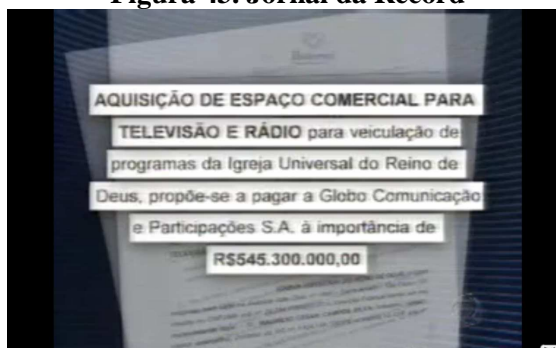 Figura 43: Jornal da Record
AQUISIÇÃO DE ESPAÇO COMERCIAL PARA
TELEVISÃO E RÁDIO para veiculação de
programas da Igreja Universal do Reino de
Deus, propõe-se a pagar a Globo Comunicação
e Participações S.A. à importância de
R$545.300.000,00